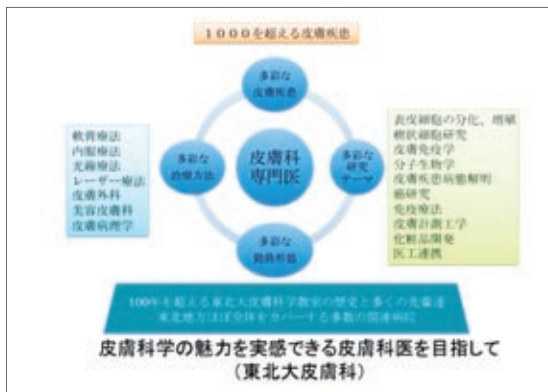 1000を超える皮膚疾患
多彩な
皮膚疾患
軟膏療法
内服療法
光線療法
レーザー療法
皮膚外科
美容皮膚科
皮膚病理学
多彩な
治療方法
皮膚科
専門医
多彩な
研究
テーマ
表皮細胞の分化、増殖
樹状細胞研究
皮膚免疫学
分子生物学
皮膚疾患病態解明
癌研究
免疫療法
皮膚計測工学
化粧品開発
医工連携
多彩な
勤務形態
100年を超える東北大皮膚科学教室の歴史と多くの先輩達
東北地方ほぼ全体をカバーする多数の関連病院
皮膚科学の魅力を実感できる皮膚科医を目指して
(東北大皮膚科)